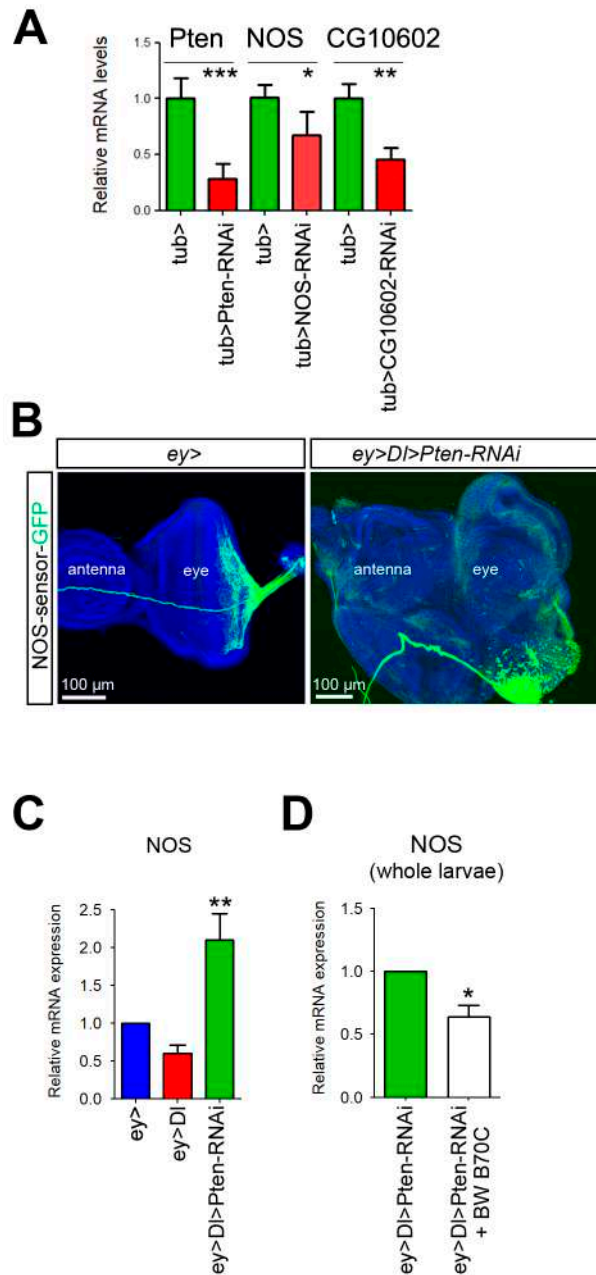 A
Pten NOS CG10602
*** * **
Relative mRNA levels
1.5
1.0
0.5
0.0
tub>
tub>Pten-RNAi
tub>
tub>NOS-RNAi
tub>
tub>CG10602-RNAi
B
ey> ey>Dl>Pten-RNAi
NOS-sensor-GFP
antenna eye
100 µm
antenna eye
100 µm
C
NOS
Relative mRNA expression
2.5
2.0
1.5
1.0
0.5
0.0
**
ey>
ey>Dl
ey>Dl>Pten-RNAi
D
NOS
(whole larvae)
Relative mRNA expression
1.5
1.0
0.5
0.0
*
ey>Dl>Pten-RNAi
ey>Dl>Pten-RNAi
+ BW B70C